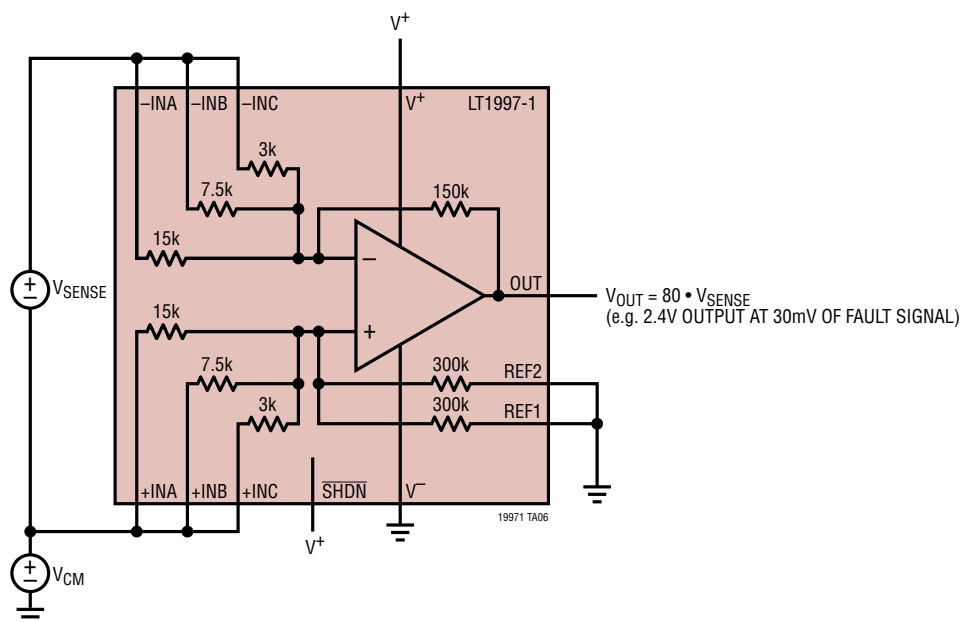 V+
–INA –INB –INC V+ LT1997-1
3k
7.5k
150k
15k
–
OUT
+
–
VSENSE
VOUT = 80 • VSENSE
(e.g. 2.4V OUTPUT AT 30mV OF FAULT SIGNAL)
15k
+
7.5k
300k
REF2
3k
300k
REF1
+INA +INB +INC SHDN V–
19971 TA06
V+
+
–
VCM